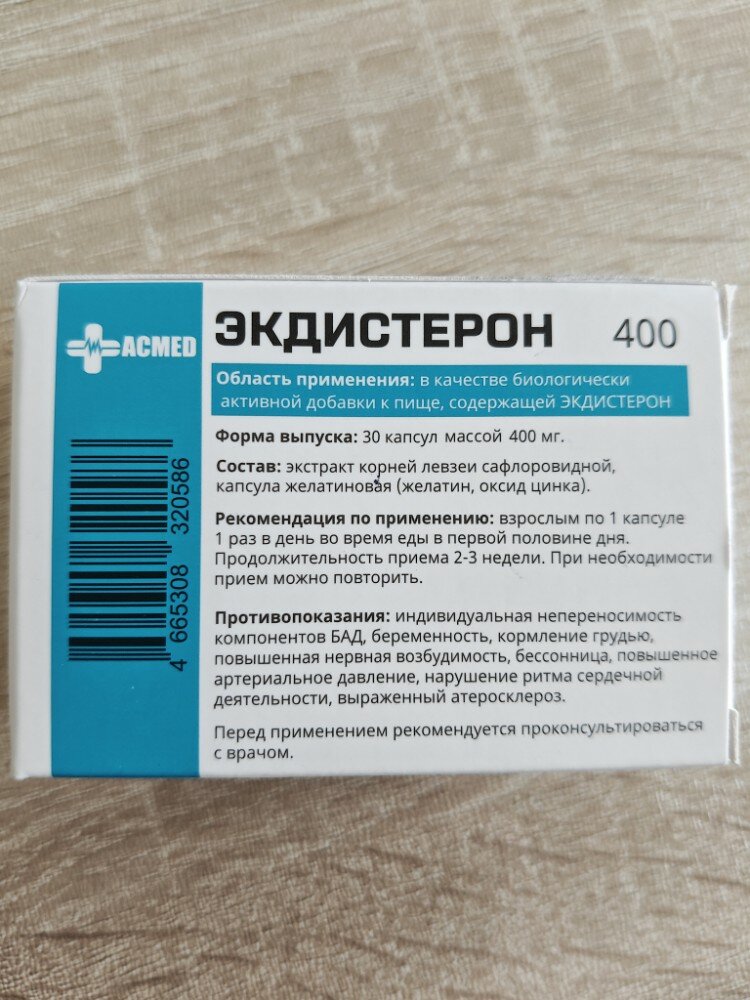 ACMED
ЭКДИСТЕРОН 400
Область применения: в качестве биологически
активной добавки к пище, содержащей ЭКДИСТЕРОН
Форма выпуска: 30 капсул массой 400 мг.
Состав: экстракт корней левзеи сафлоровидной,
капсула желатиновая (желатин, оксид цинка).
Рекомендация по применению: взрослым по 1 капсуле
1 раз в день во время еды в первой половине дня.
Продолжительность приема 2-3 недели. При необходимости
прием можно повторить.
Противопоказания: индивидуальная непереносимость
компонентов БАД, беременность, кормление грудью,
повышенная нервная возбудимость, бессонница, повышенное
артериальное давление, нарушение ритма сердечной
деятельности, выраженный атеросклероз.
Перед применением рекомендуется проконсультироваться
с врачом.
4 665308 320586